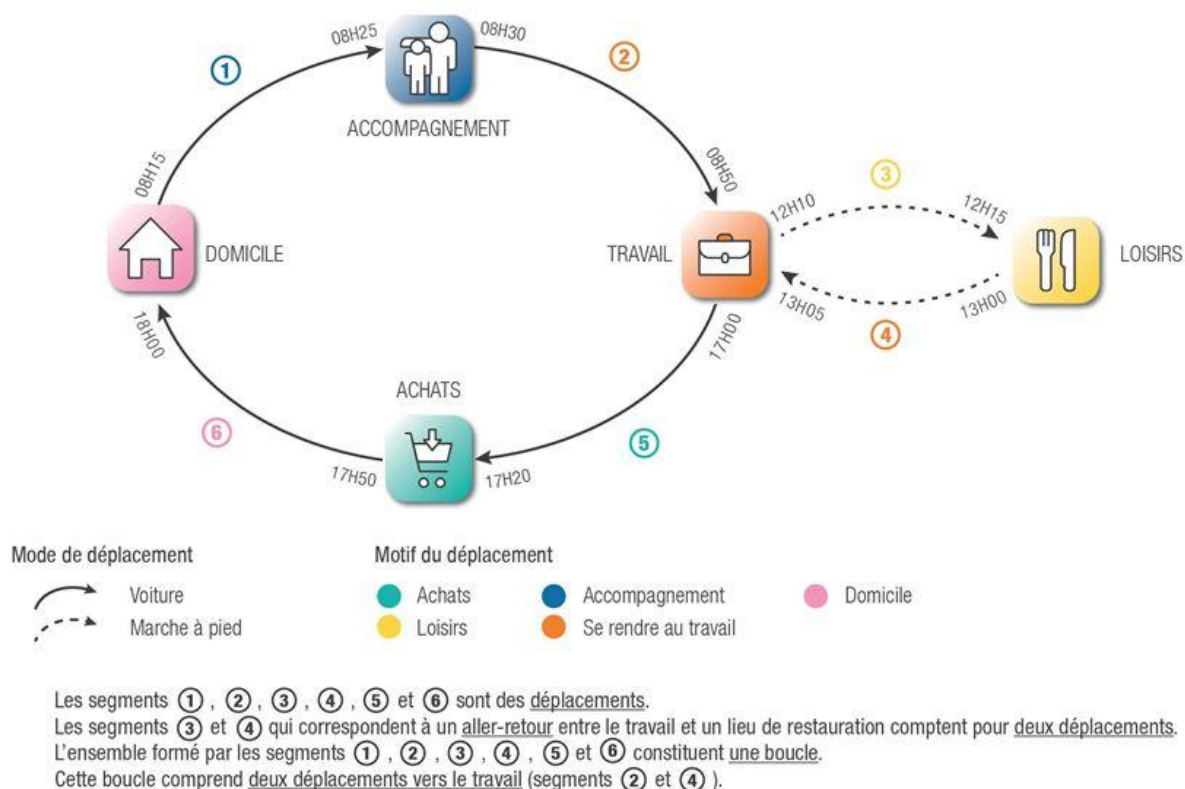 08H25
08H30
1
2
ACCOMPAGNEMENT
08H15
08H50
3
12H10
12H15
DOMICILE
TRAVAIL
LOISIRS
13H05
13H00
4
18H00
17H00
ACHATS
6
5
17H50
17H20
Mode de déplacement
Voiture
Marche à pied
Motif du déplacement
Achats
Accompagnement
Domicile
Loisirs
Se rendre au travail
Les segments 1 , 2 , 3 , 4 , 5 et 6 sont des déplacements.
Les segments 3 et 4 qui correspondent à un aller-retour entre le travail et un lieu de restauration comptent pour deux déplacements.
L'ensemble formé par les segments 1 , 2 , 3 , 4 , 5 et 6 constituent une boucle.
Cette boucle comprend deux déplacements vers le travail (segments 2 et 4 ).